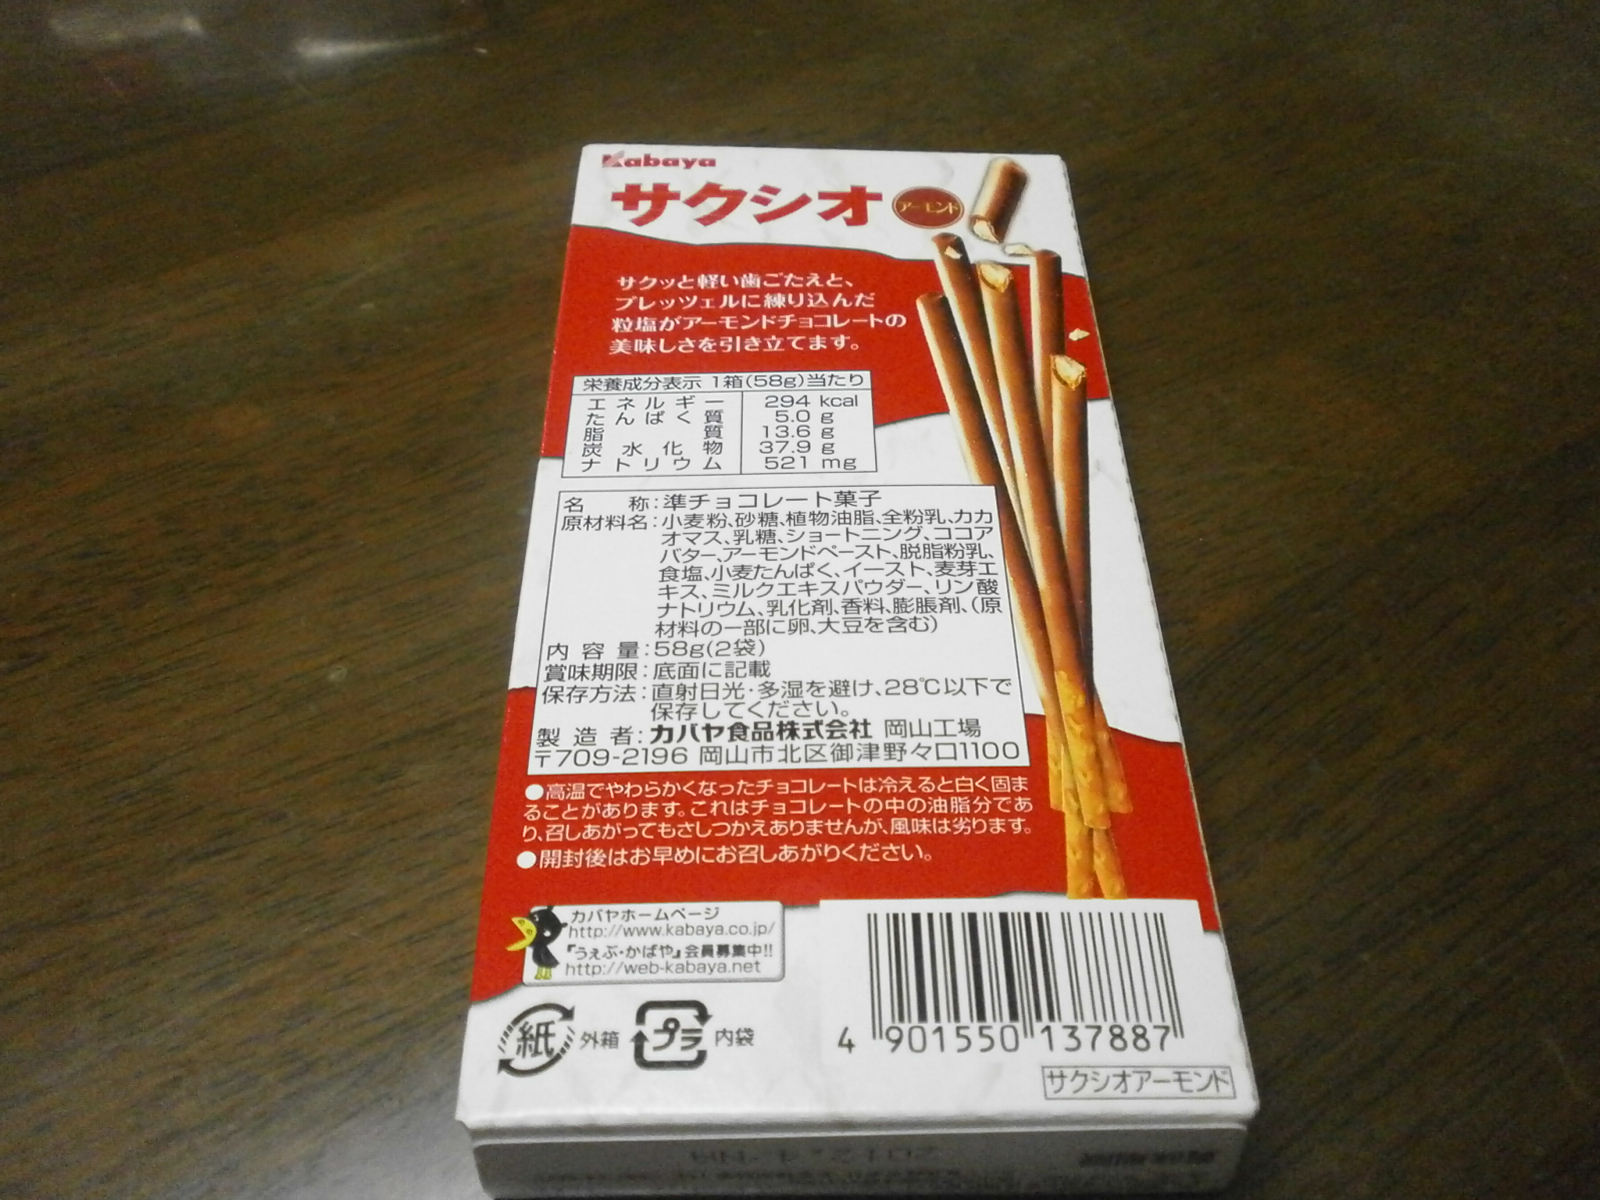 Kabaya
サクシオ アーモンド
サクッと軽い歯ごたえと、
プレッツェルに練り込んだ
粒塩がアーモンドチョコレートの
美味しさを引き立てます。
栄養成分表示 1箱(58g)当たり
エネルギー 294 kcal
たんぱく質 5.0 g
脂質 13.6 g
炭水化物 37.9 g
ナトリウム 521 mg
名称:準チョコレート菓子
原材料名:小麦粉、砂糖、植物油脂、全粉乳、カカ
オマス、乳糖、ショートニング、ココア
バター、アーモンドペースト、脱脂粉乳、
食塩、小麦たんぱく、イースト、麦芽エ
キス、ミルクエキスパウダー、リン酸
ナトリウム、乳化剤、香料、膨脹剤、(原
材料の一部に卵、大豆を含む)
内容量:58g(2袋)
賞味期限:底面に記載
保存方法:直射日光・多湿を避け、28℃以下で
保存してください。
製造者:カバヤ食品株式会社 岡山工場
〒709-2196 岡山市北区御津野々口1100
●高温でやわらかくなったチョコレートは冷えると白く固ま
ることがあります。これはチョコレートの中の油脂分であ
り、召しあがってもさしつかえありませんが、風味は劣ります。
●開封後はお早めにお召しあがりください。
カバヤホームページ
http://www.kabaya.co.jp/
『うぇぶ・かばや』会員募集中!!
http://web-kabaya.net
紙 外箱 プラ 内袋
4 901550 137887
サクシオアーモンド